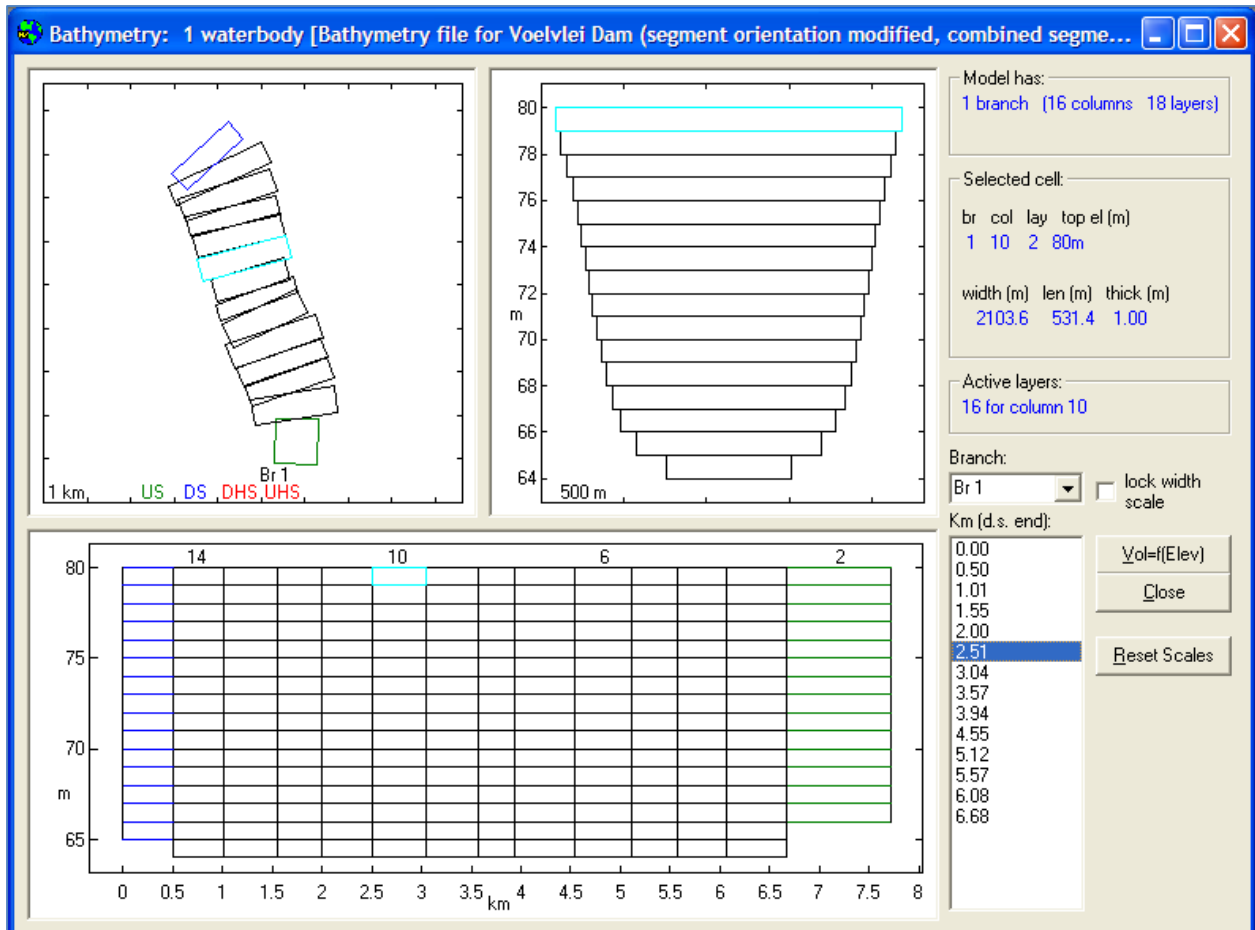 Bathymetry: 1 waterbody [Bathymetry file for Voelvlei Dam (segment orientation modified, combined segme...
Br 1
1 km
US DS DHS UHS
80
78
76
74
72
m
70
68
66
64
500 m
Model has:
1 branch (16 columns 18 layers)
Selected cell:
br col lay top el (m)
1 10 2 80m
width (m) len (m) thick (m)
2103.6 531.4 1.00
Active layers:
16 for column 10
Branch:
Br 1
lock width
scale
Km (d.s. end):
0.00
0.50
1.01
1.55
2.00
2.51
3.04
3.57
3.94
4.55
5.12
5.57
6.08
6.68
Vol=f(Elev)
Close
Reset Scales
14 10 6 2
80
75
70
m
65
0 0.5 1 1.5 2 2.5 3 3.5 4 4.5 5 5.5 6 6.5 7 7.5 8
km